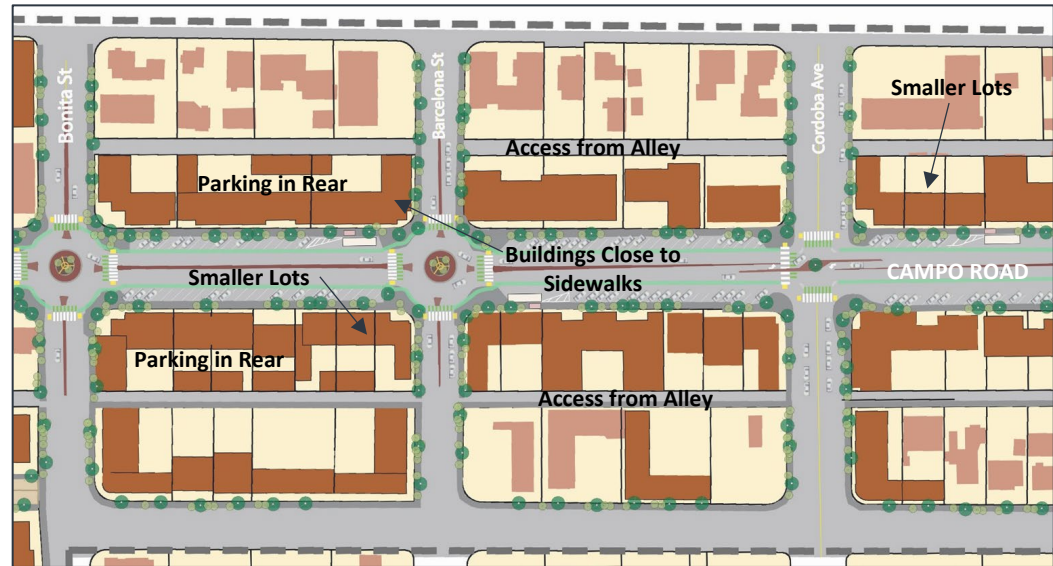 Bonita St
Barcelona St
Cordoba Ave
Smaller Lots
Access from Alley
Parking in Rear
Buildings Close to
Sidewalks
CAMPO ROAD
Smaller Lots
Parking in Rear
Access from Alley